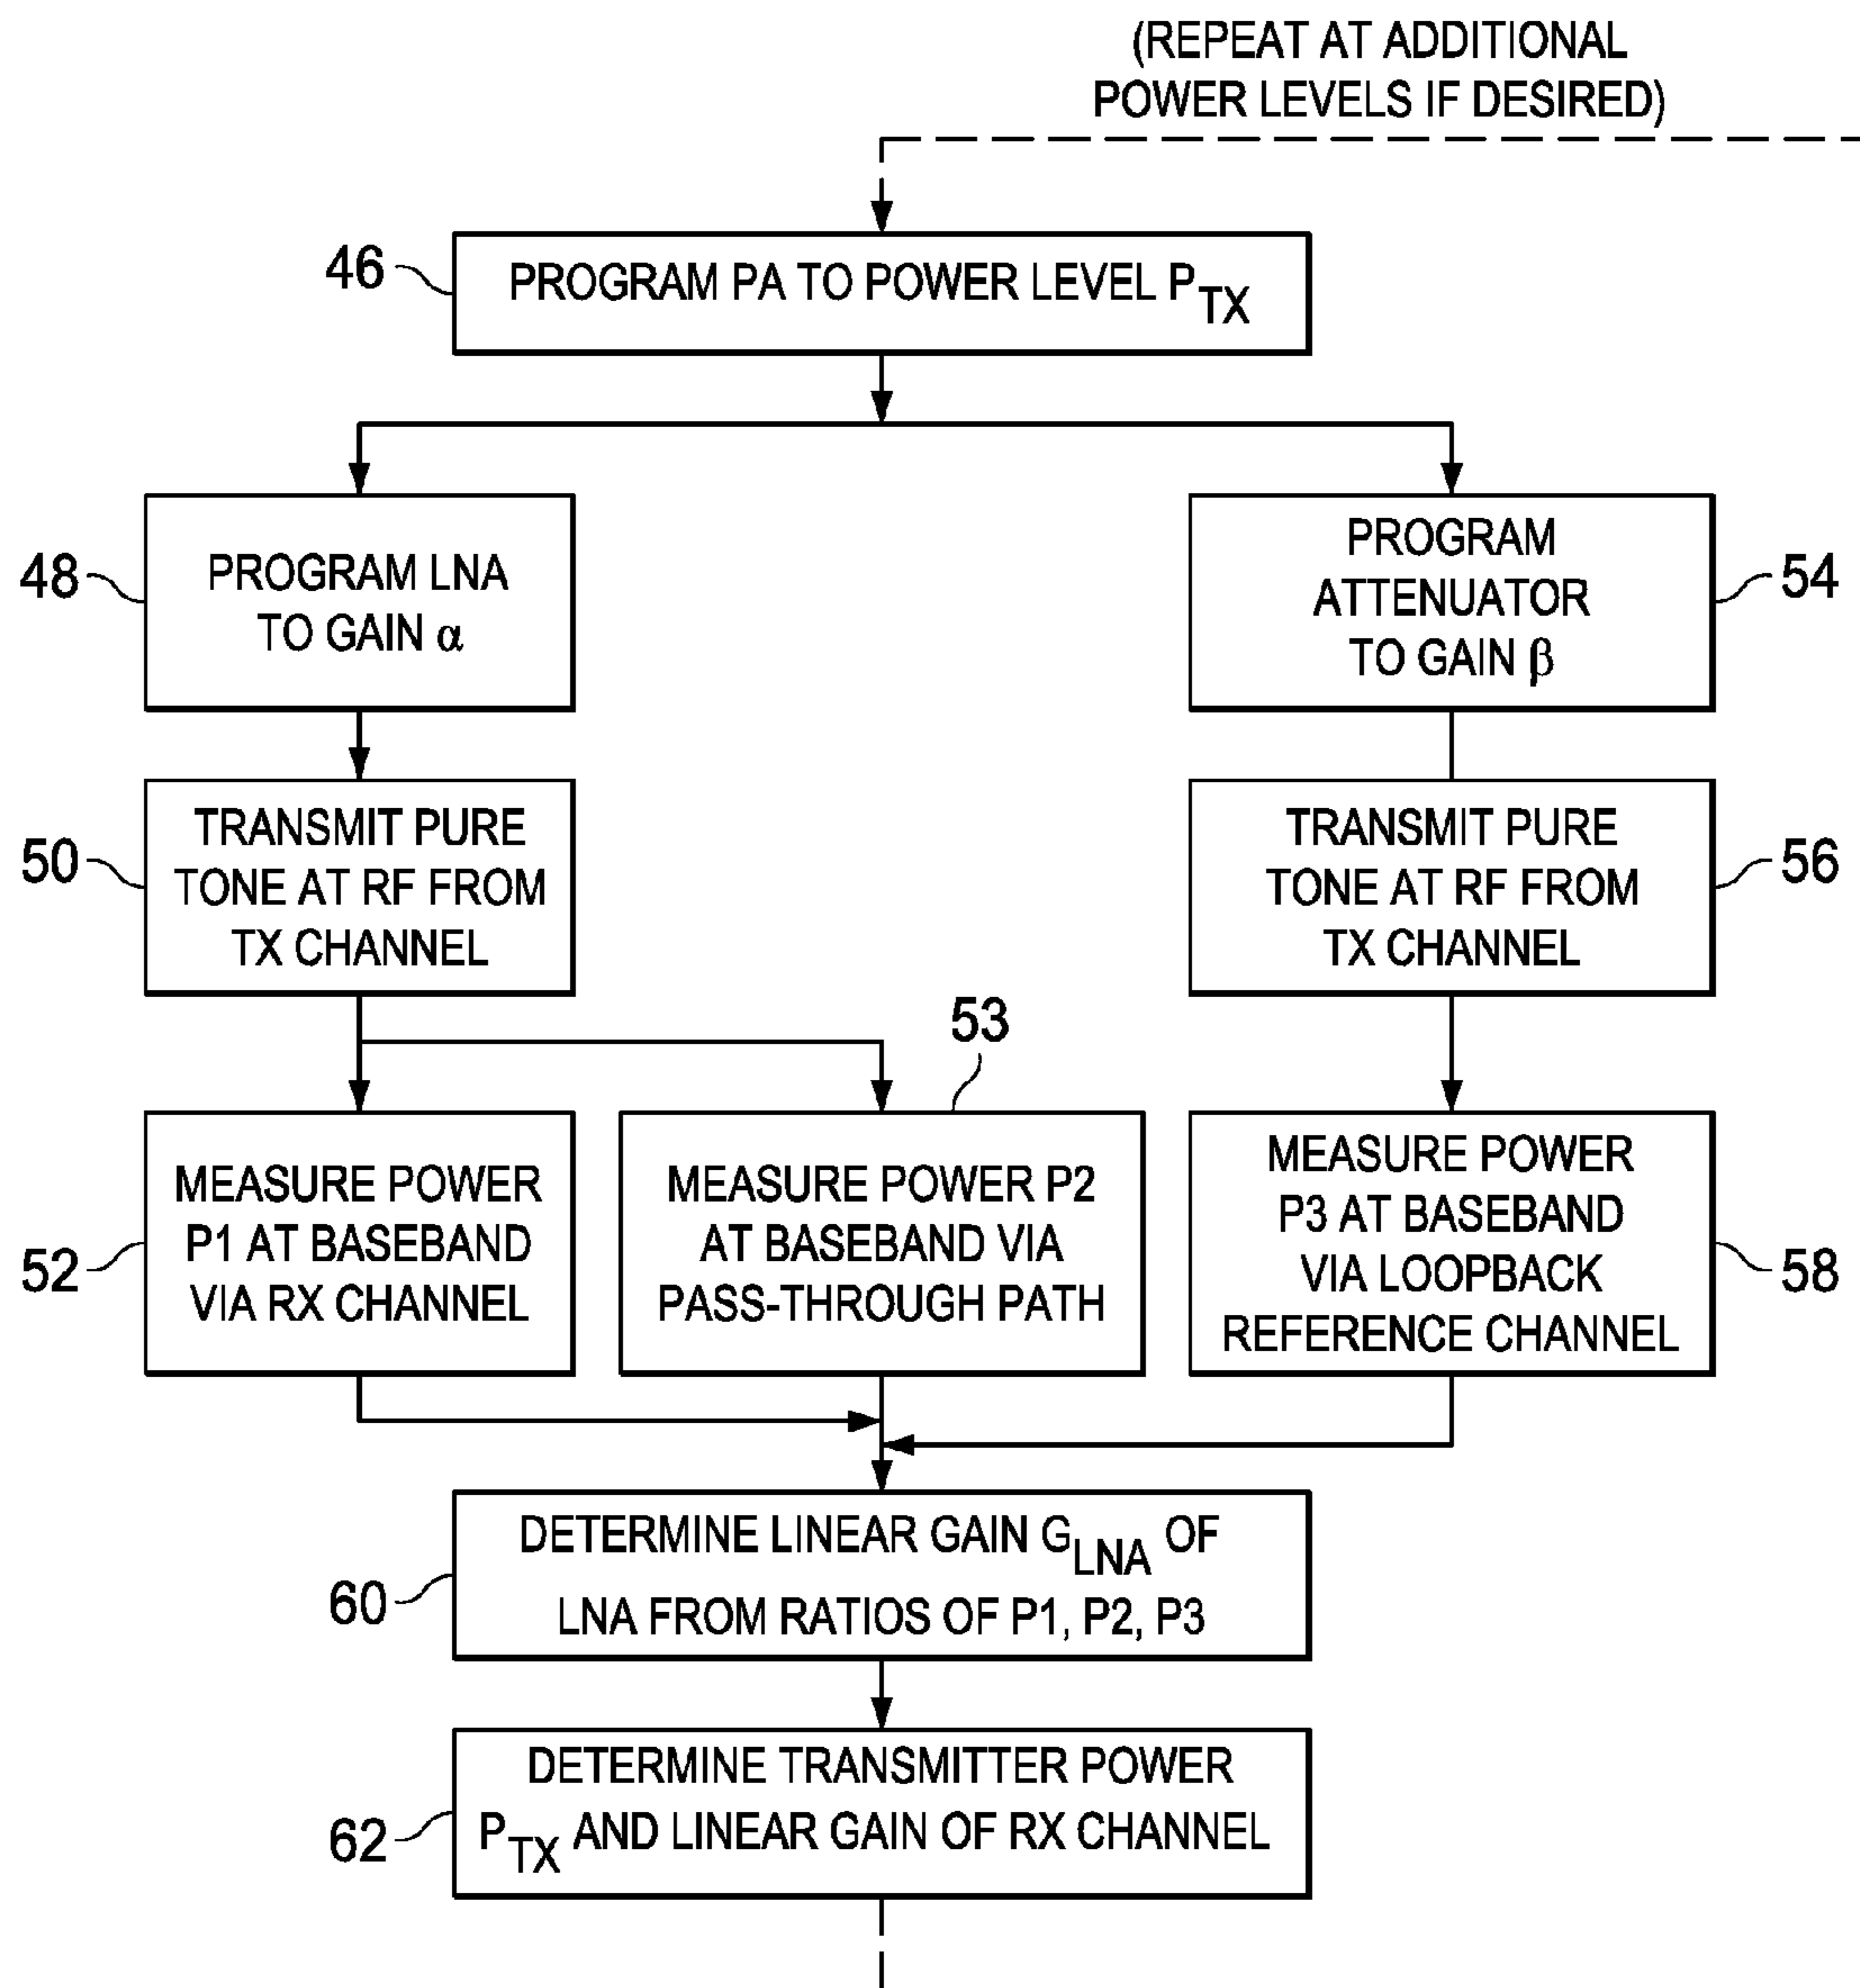 (REPEAT AT ADDITIONAL
POWER LEVELS IF DESIRED)
46
PROGRAM PA TO POWER LEVEL P_TX
48
PROGRAM LNA
TO GAIN α
PROGRAM
ATTENUATOR
TO GAIN β
54
50
TRANSMIT PURE
TONE AT RF FROM
TX CHANNEL
TRANSMIT PURE
TONE AT RF FROM
TX CHANNEL
56
52
MEASURE POWER
P1 AT BASEBAND
VIA RX CHANNEL
53
MEASURE POWER P2
AT BASEBAND VIA
PASS-THROUGH PATH
MEASURE POWER
P3 AT BASEBAND
VIA LOOPBACK
REFERENCE CHANNEL
58
60
DETERMINE LINEAR GAIN G_LNA OF
LNA FROM RATIOS OF P1, P2, P3
62
DETERMINE TRANSMITTER POWER
P_TX AND LINEAR GAIN OF RX CHANNEL